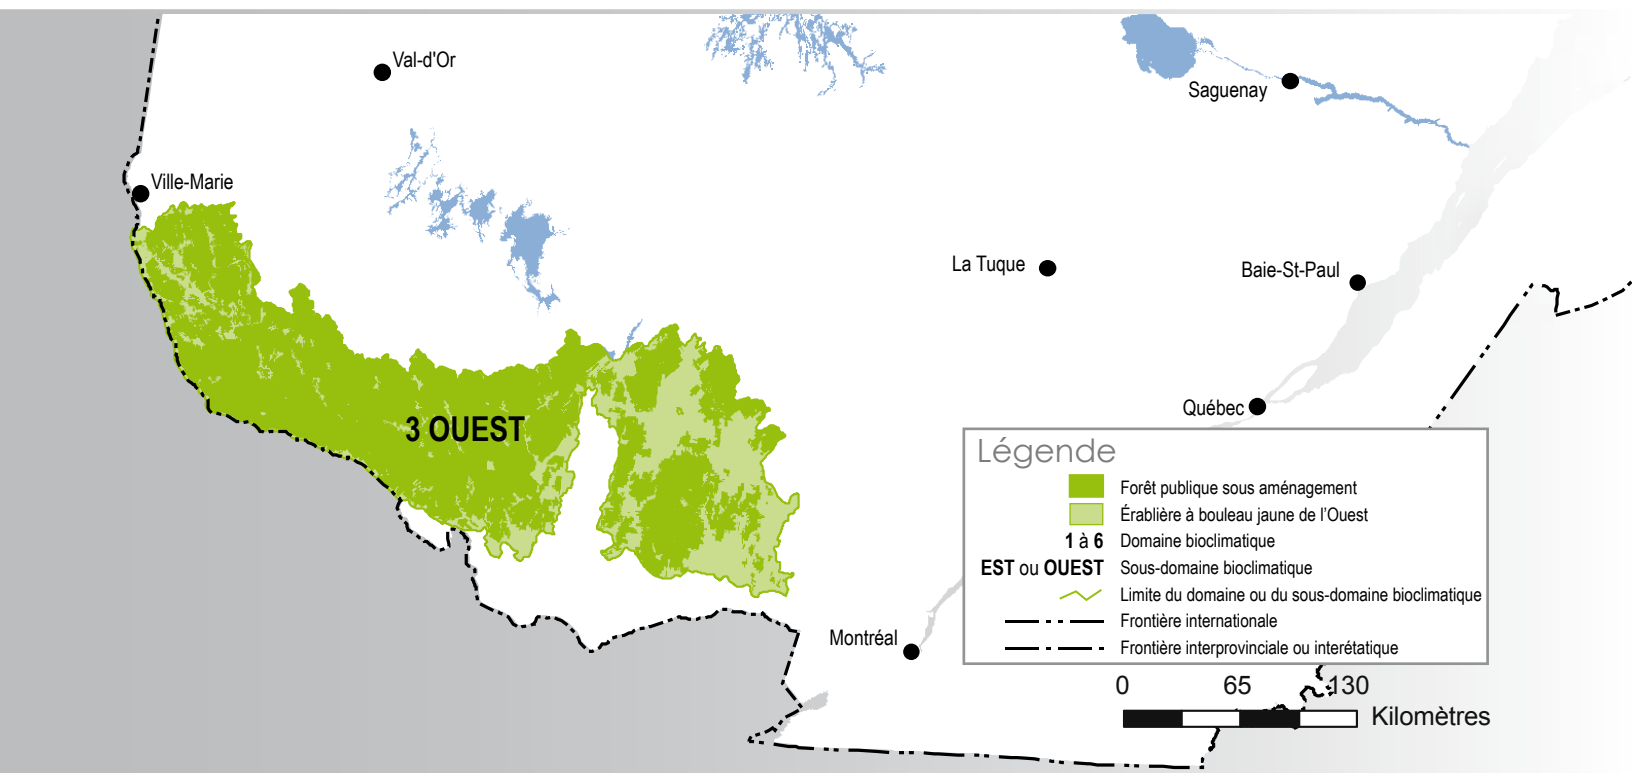 Val-d'Or
Saguenay
Ville-Marie
La Tuque
Baie-St-Paul
Québec
3 OUEST
Montréal
Légende
Forêt publique sous aménagement
Érablière à bouleau jaune de l’Ouest
1 à 6 Domaine bioclimatique
EST ou OUEST Sous-domaine bioclimatique
Limite du domaine ou du sous-domaine bioclimatique
Frontière internationale
Frontière interprovinciale ou interétatique
0 65 130
Kilomètres